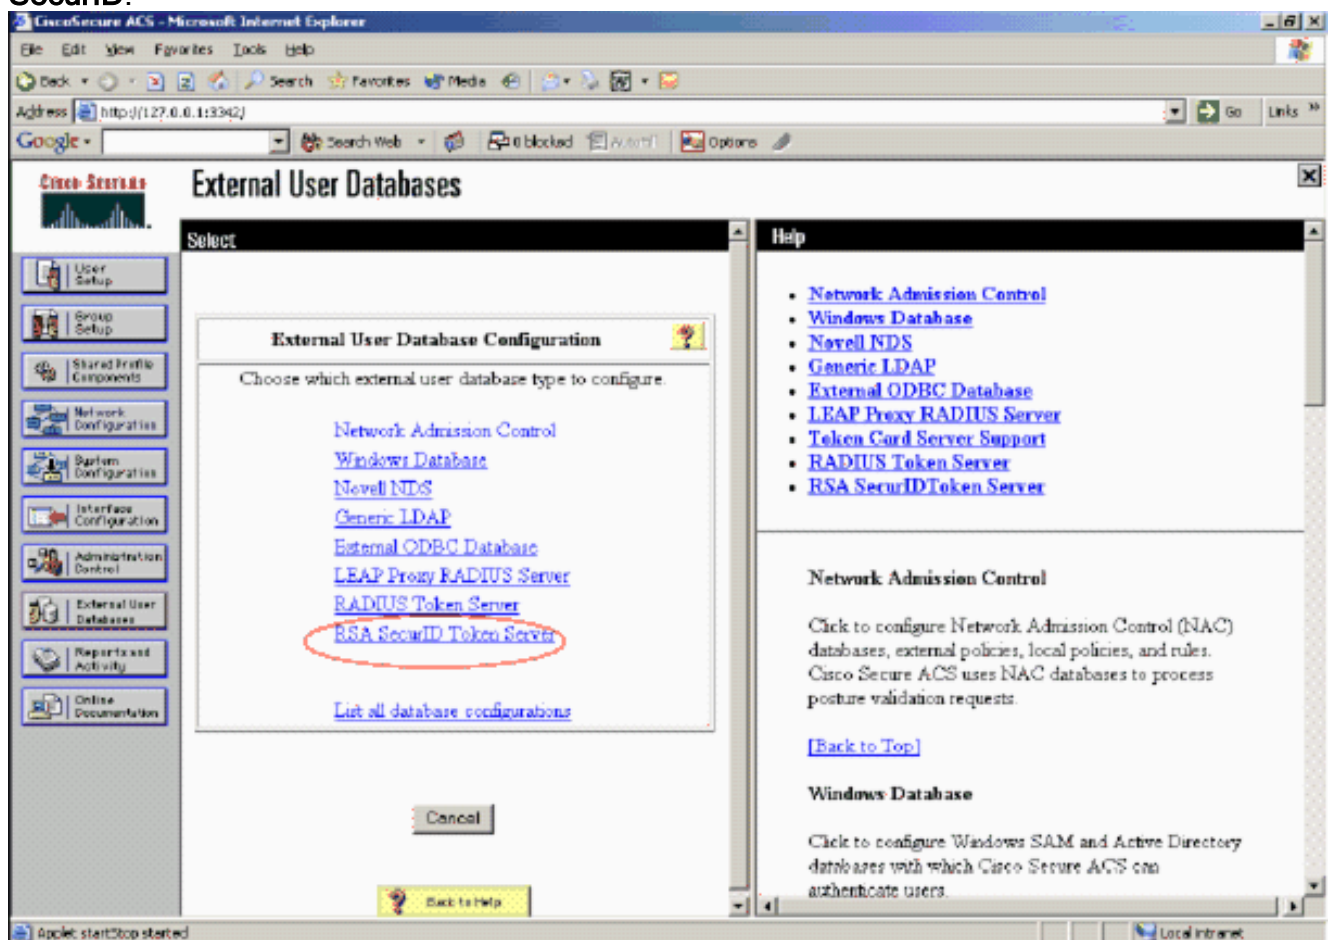 SecurID.
CiscoSecure ACS - Microsoft Internet Explorer
File Edit View Favorites Tools Help
Back Search Favorites Media
Address http://127.0.0.1:3342/ Go Links »
Google Search Web 0 blocked AutoFill Options
Cisco Systems
External User Databases
Select
User Setup
Group Setup
Shared Profile Components
Network Configuration
System Configuration
Interface Configuration
Administration Control
External User Databases
Reports and Activity
Online Documentation
External User Database Configuration
Choose which external user database type to configure.
Network Admission Control
Windows Database
Novell NDS
Generic LDAP
External ODBC Database
LEAP Proxy RADIUS Server
RADIUS Token Server
RSA SecurID Token Server
List all database configurations
Cancel
Back to Help
Help
Network Admission Control
Windows Database
Novell NDS
Generic LDAP
External ODBC Database
LEAP Proxy RADIUS Server
Token Card Server Support
RADIUS Token Server
RSA SecurIDToken Server
Network Admission Control
Click to configure Network Admission Control (NAC)
databases, external policies, local policies, and rules.
Cisco Secure ACS uses NAC databases to process
posture validation requests.
[Back to Top]
Windows Database
Click to configure Windows SAM and Active Directory
databases with which Cisco Secure ACS can
authenticate users.
Applet startStop started
Local intranet